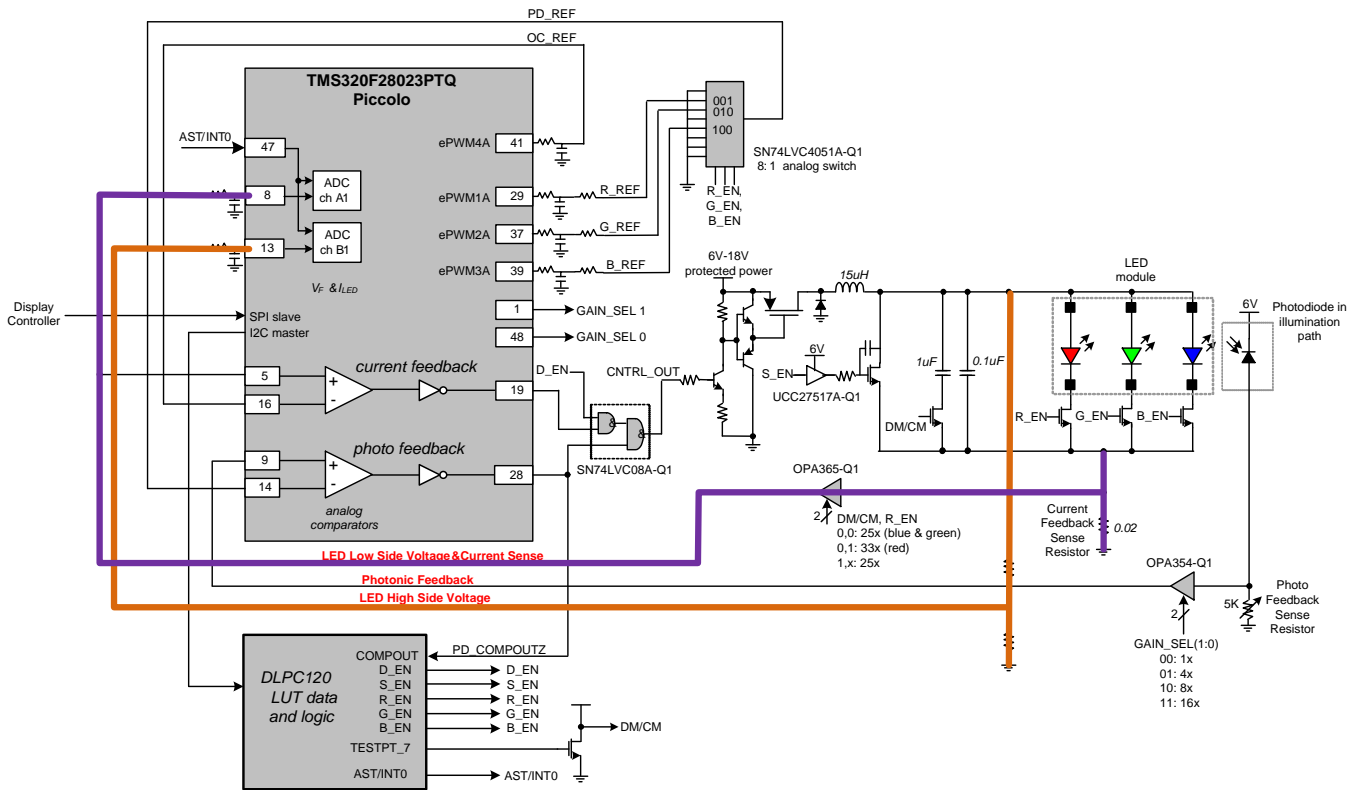 PD_REF
OC_REF
TMS320F28023PTQ
Piccolo
AST/INT0
47
8
13
ADC
ch A1
ADC
ch B1
VF & ILED
ePWM4A
41
ePWM1A
29
ePWM2A
37
ePWM3A
39
1
48
R_REF
G_REF
B_REF
GAIN_SEL 1
GAIN_SEL 0
001
010
100
SN74LVC4051A-Q1
8: 1 analog switch
R_EN,
G_EN,
B_EN
Display
Controller
SPI slave
I2C master
5
16
+
-
current feedback
19
9
14
+
-
photo feedback
28
analog
comparators
D_EN
&
&
SN74LVC08A-Q1
CNTRL_OUT
6V-18V
protected power
15uH
6V
S_EN
UCC27517A-Q1
1uF
0.1uF
DM/CM
LED
module
R_EN
G_EN
B_EN
6V
Photodiode in
illumination
path
OPA365-Q1
2
DM/CM, R_EN
0,0: 25x (blue & green)
0,1: 33x (red)
1,x: 25x
Current
Feedback
Sense
Resistor
0.02
LED Low Side Voltage&Current Sense
Photonic Feedback
LED High Side Voltage
OPA354-Q1
2
5K
Photo
Feedback
Sense
Resistor
GAIN_SEL(1:0)
00: 1x
01: 4x
10: 8x
11: 16x
DLPC120
LUT data
and logic
COMPOUT
PD_COMPOUTZ
D_EN
D_EN
S_EN
S_EN
R_EN
R_EN
G_EN
G_EN
B_EN
B_EN
TESTPT_7
DM/CM
AST/INT0
AST/INT0